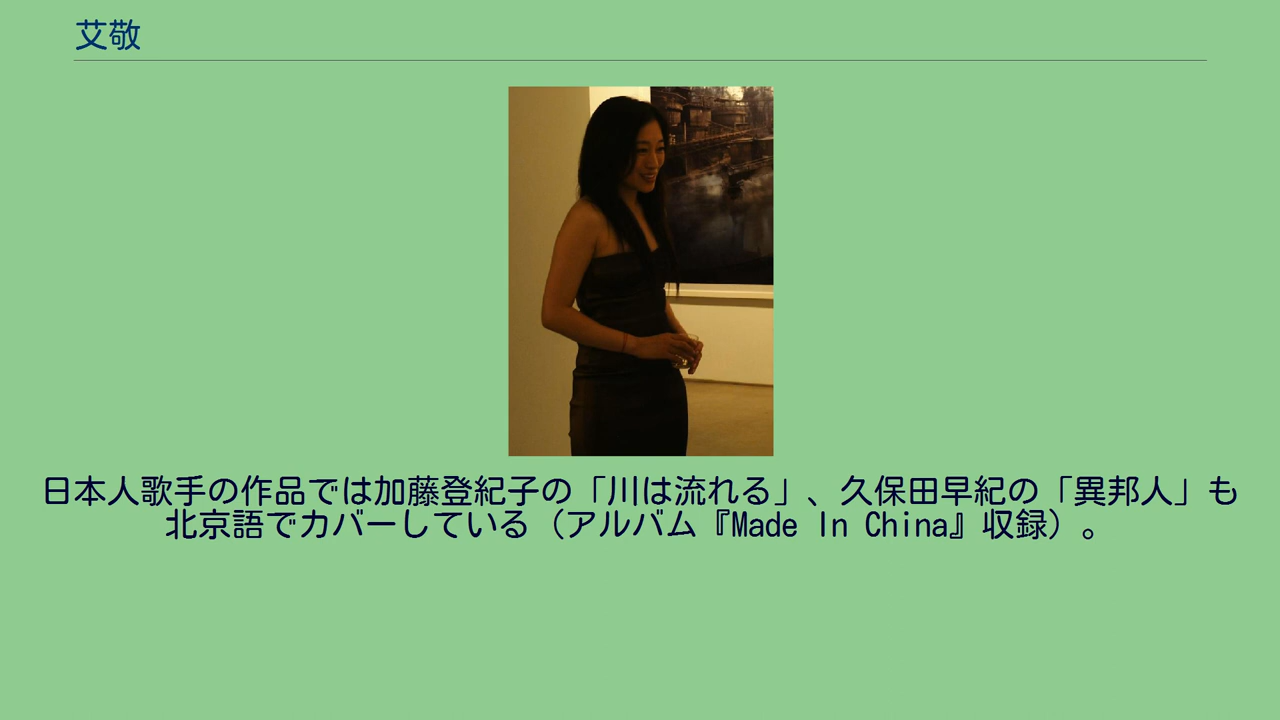 艾敬
日本人歌手の作品では加藤登紀子の「川は流れる」、久保田早紀の「異邦人」も
北京語でカバーしている（アルバム『Made In China』収録）。